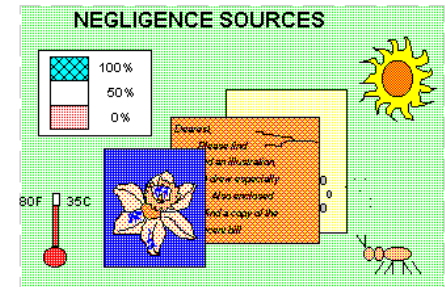 NEGLIGENCE SOURCES
100%
50%
0%
Dearest,
Please find
an illustration,
drew especially
Also enclosed
find a copy of the
bill
80F 35C